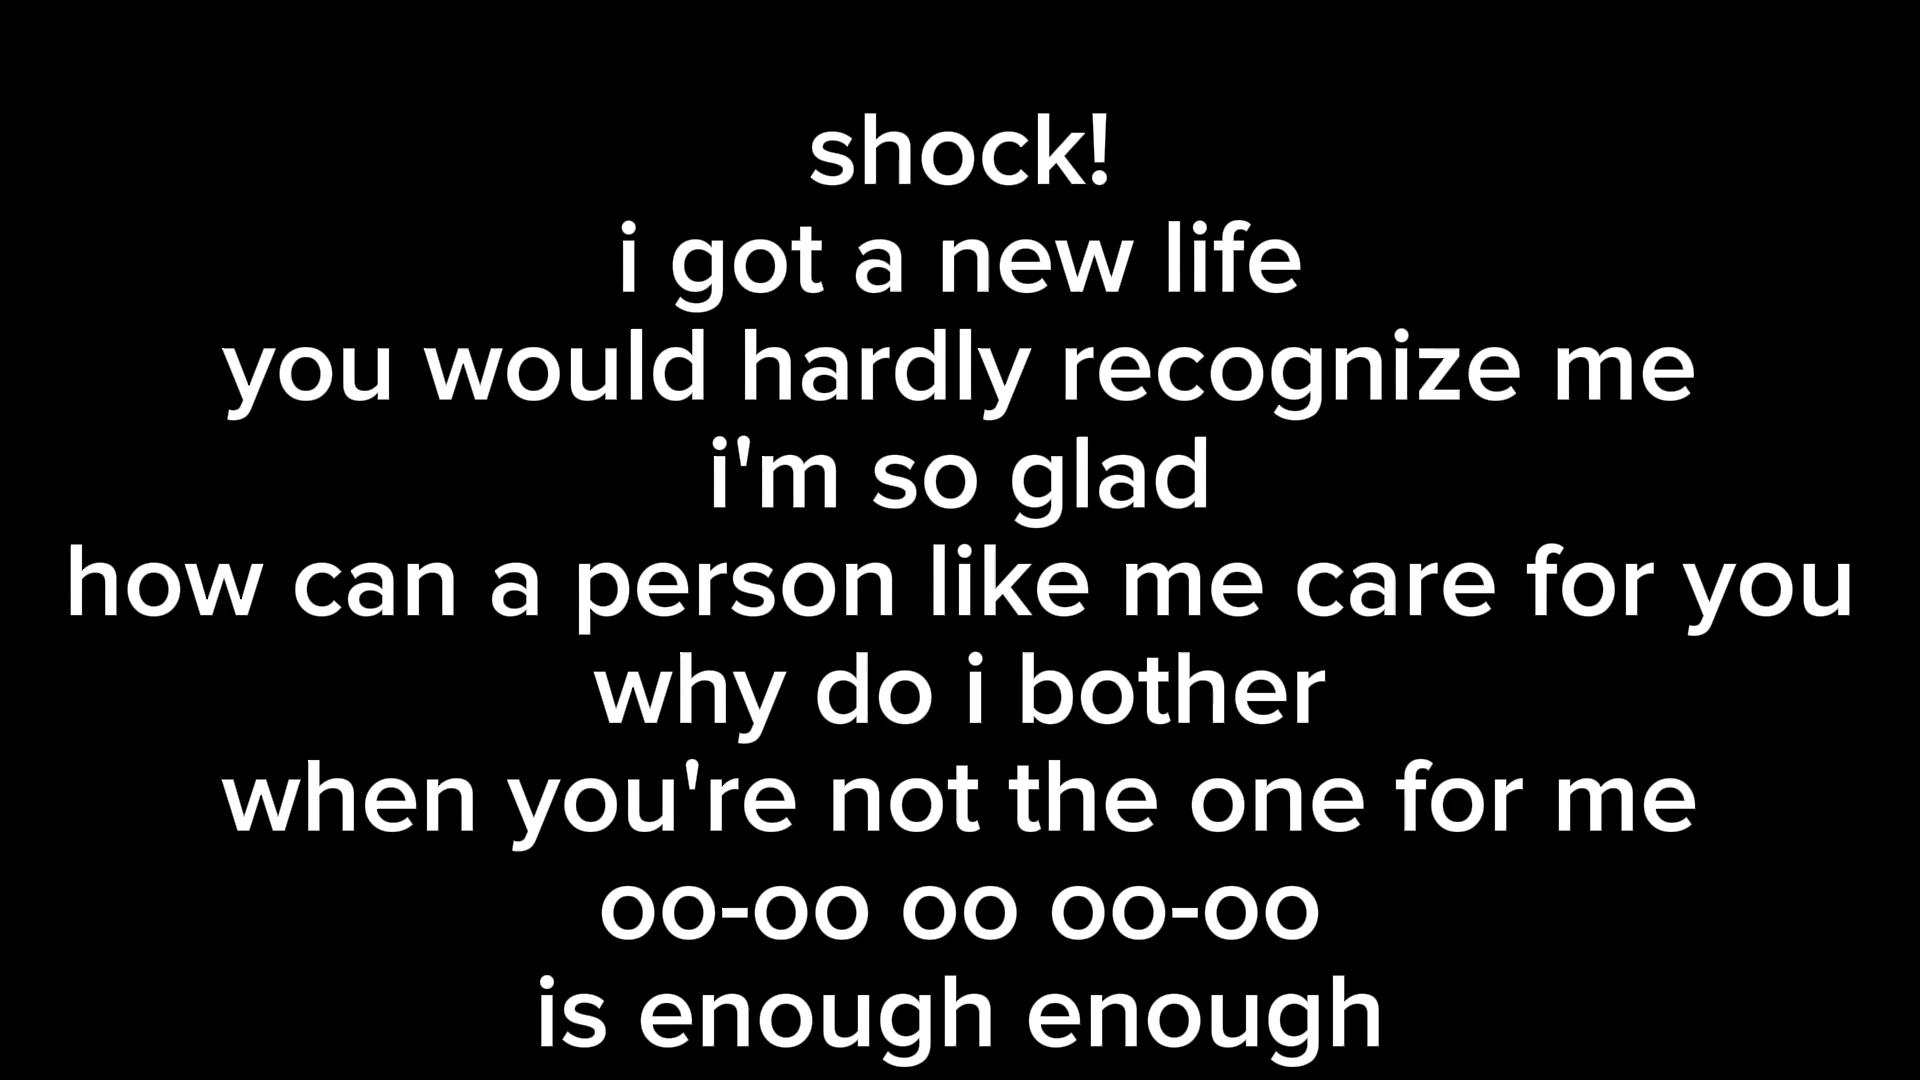 shock!
i got a new life
you would hardly recognize me
i'm so glad
how can a person like me care for you
why do i bother
when you're not the one for me
oo-oo oo oo-oo
is enough enough